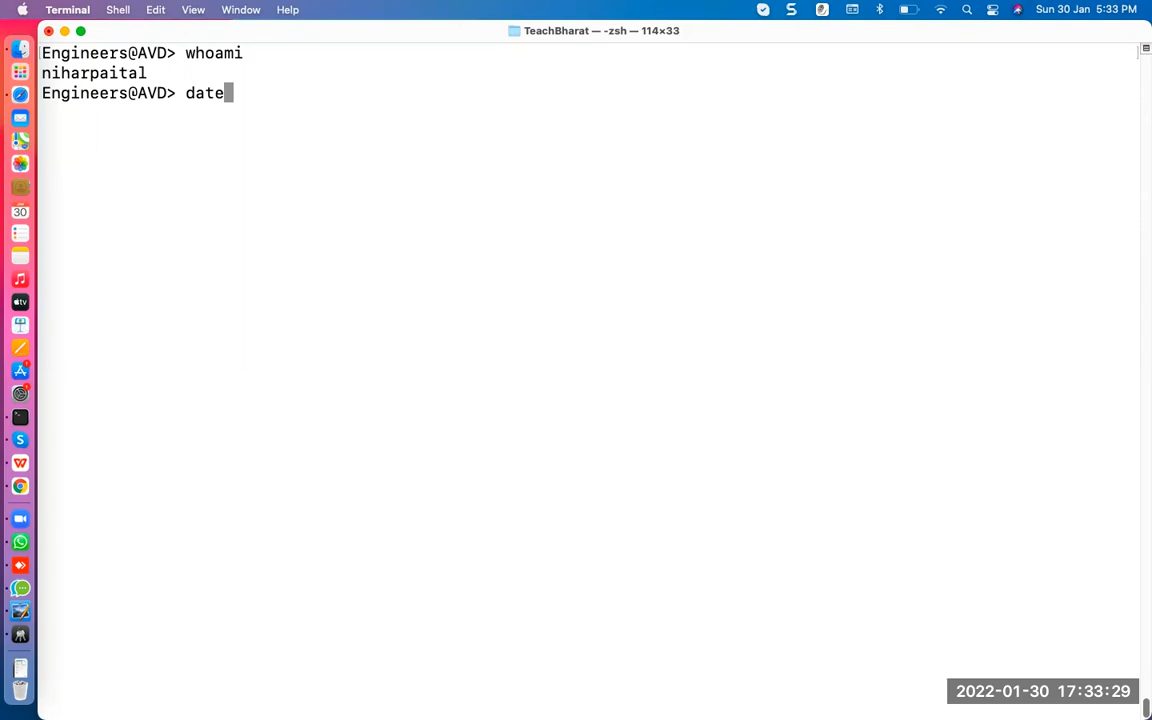 Terminal Shell Edit View Window Help Sun 30 Jan 5:33 PM
TeachBharat — -zsh — 114×33
Engineers@AVD> whoami
niharpaital
Engineers@AVD> date
30
tv
2022-01-30 17:33:29